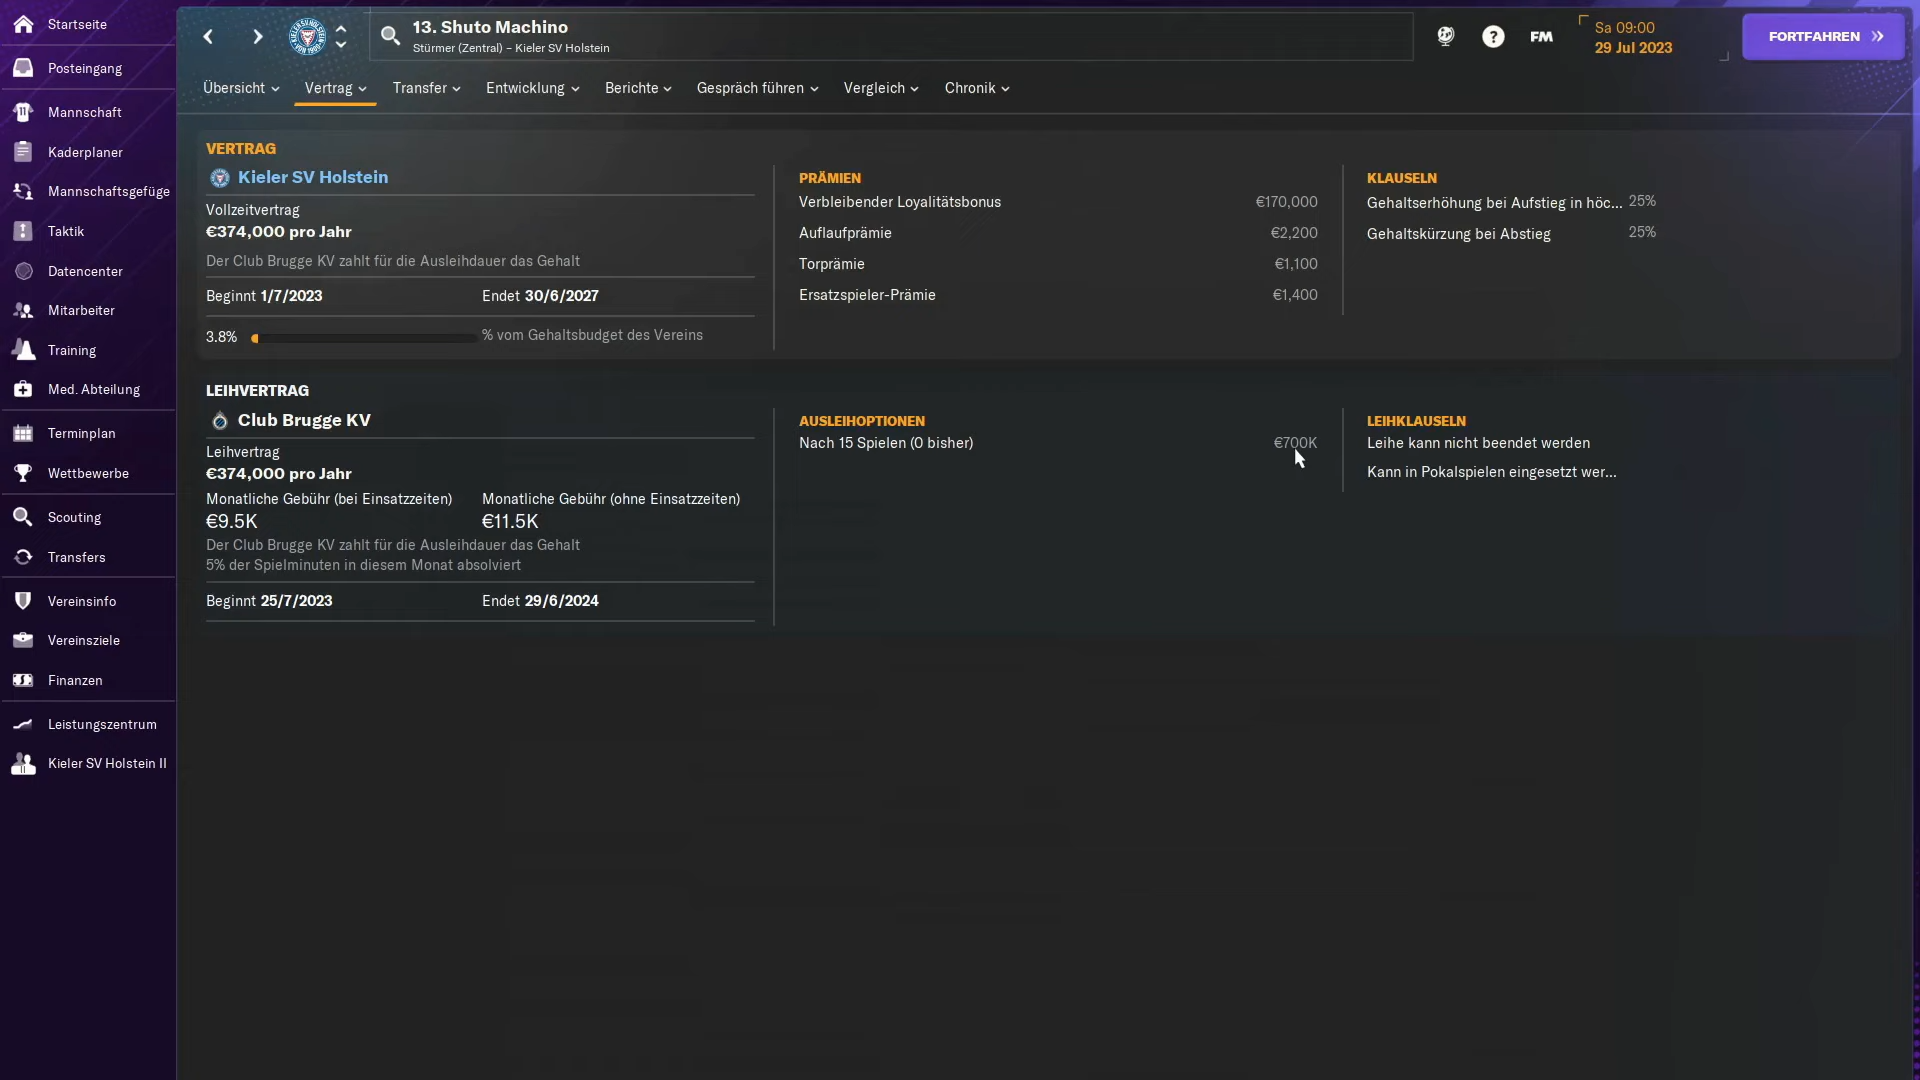 Startseite
Posteingang
Mannschaft
Kaderplaner
Mannschaftsgefüge
Taktik
Datencenter
Mitarbeiter
Training
Med. Abteilung
Terminplan
Wettbewerbe
Scouting
Transfers
Vereinsinfo
Vereinsziele
Finanzen
Leistungszentrum
Kieler SV Holstein II
13. Shuto Machino
Stürmer (Zentral) – Kieler SV Holstein
FM
Sa 09:00
29 Jul 2023
FORTFAHREN
Übersicht Vertrag Transfer Entwicklung Berichte Gespräch führen Vergleich Chronik
VERTRAG
Kieler SV Holstein
Vollzeitvertrag
€374,000 pro Jahr
Der Club Brugge KV zahlt für die Ausleihdauer das Gehalt
Beginnt 1/7/2023 Endet 30/6/2027
3.8% % vom Gehaltsbudget des Vereins
PRÄMIEN
Verbleibender Loyalitätsbonus €170,000
Auflaufprämie €2,200
Torprämie €1,100
Ersatzspieler-Prämie €1,400
KLAUSELN
Gehaltserhöhung bei Aufstieg in höc... 25%
Gehaltskürzung bei Abstieg 25%
LEIHVERTRAG
Club Brugge KV
Leihvertrag
€374,000 pro Jahr
Monatliche Gebühr (bei Einsatzzeiten) Monatliche Gebühr (ohne Einsatzzeiten)
€9.5K €11.5K
Der Club Brugge KV zahlt für die Ausleihdauer das Gehalt
5% der Spielminuten in diesem Monat absolviert
Beginnt 25/7/2023 Endet 29/6/2024
AUSLEIHOPTIONEN
Nach 15 Spielen (0 bisher) €700K
LEIHKLAUSELN
Leihe kann nicht beendet werden
Kann in Pokalspielen eingesetzt wer...